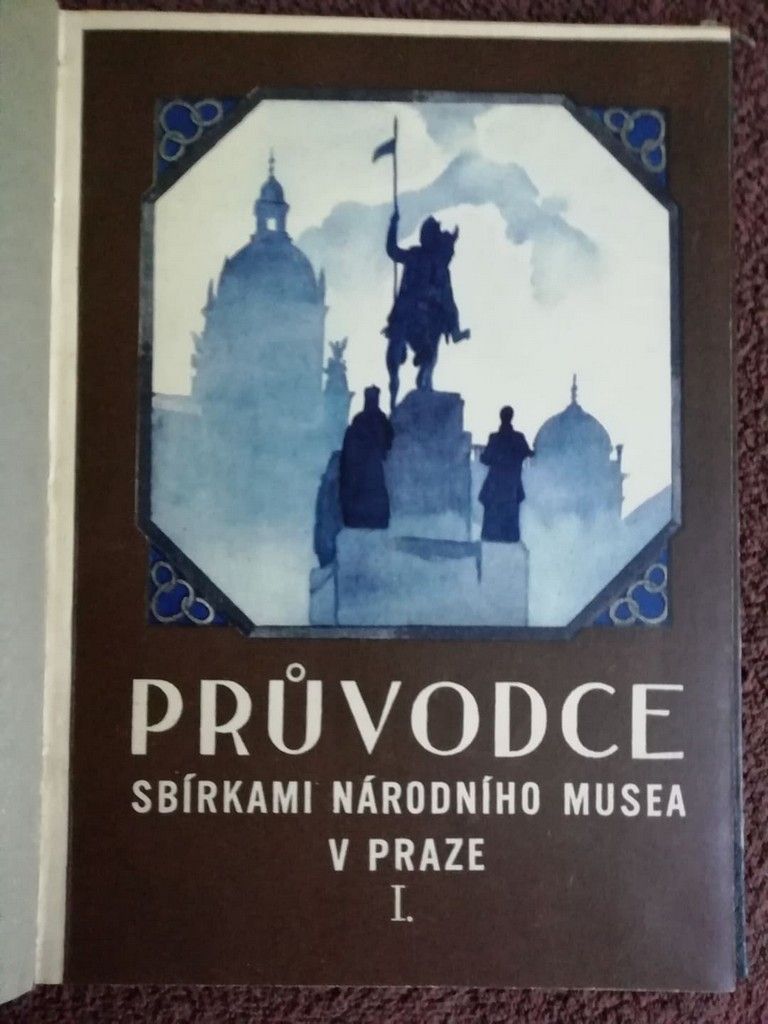 PRŮVODCE
SBÍRKAMI NÁRODNÍHO MUSEA
V PRAZE
I.